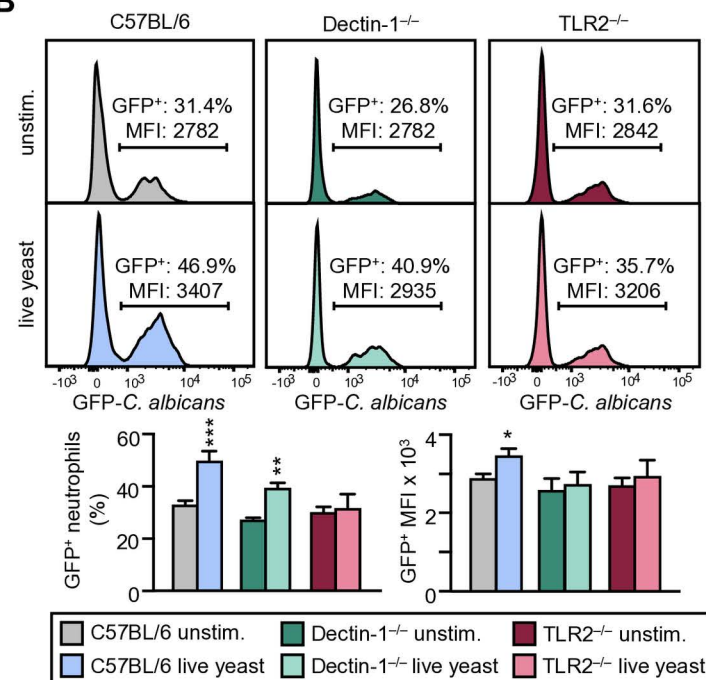 B
C57BL/6 Dectin-1–/– TLR2–/–
unstim.
GFP+: 31.4%
MFI: 2782
GFP+: 26.8%
MFI: 2782
GFP+: 31.6%
MFI: 2842
live yeast
GFP+: 46.9%
MFI: 3407
GFP+: 40.9%
MFI: 2935
GFP+: 35.7%
MFI: 3206
-10³ 0 10³ 10⁴ 10⁵
-10³ 0 10³ 10⁴ 10⁵
-10³ 0 10³ 10⁴ 10⁵
GFP-C. albicans GFP-C. albicans GFP-C. albicans
GFP+ neutrophils
(%)
60
40
20
0
***
**
GFP+ MFI x 10³
4
2
0
*
C57BL/6 unstim. Dectin-1–/– unstim. TLR2–/– unstim.
C57BL/6 live yeast Dectin-1–/– live yeast TLR2–/– live yeast